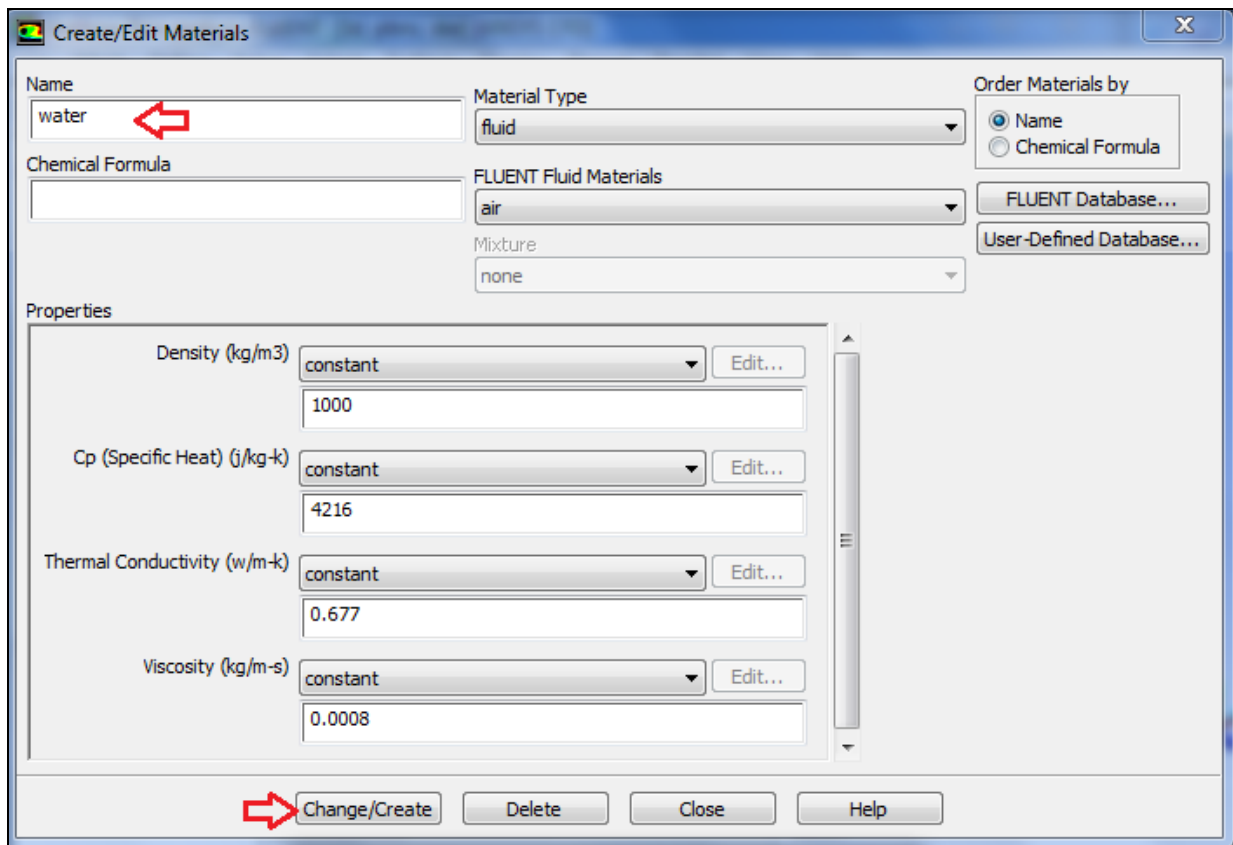 Create/Edit Materials
Name
water
Chemical Formula
Material Type
fluid
FLUENT Fluid Materials
air
Mixture
none
Order Materials by
Name
Chemical Formula
FLUENT Database...
User-Defined Database...
Properties
Density (kg/m3)
constant
Edit...
1000
Cp (Specific Heat) (j/kg-k)
constant
Edit...
4216
Thermal Conductivity (w/m-k)
constant
Edit...
0.677
Viscosity (kg/m-s)
constant
Edit...
0.0008
Change/Create
Delete
Close
Help